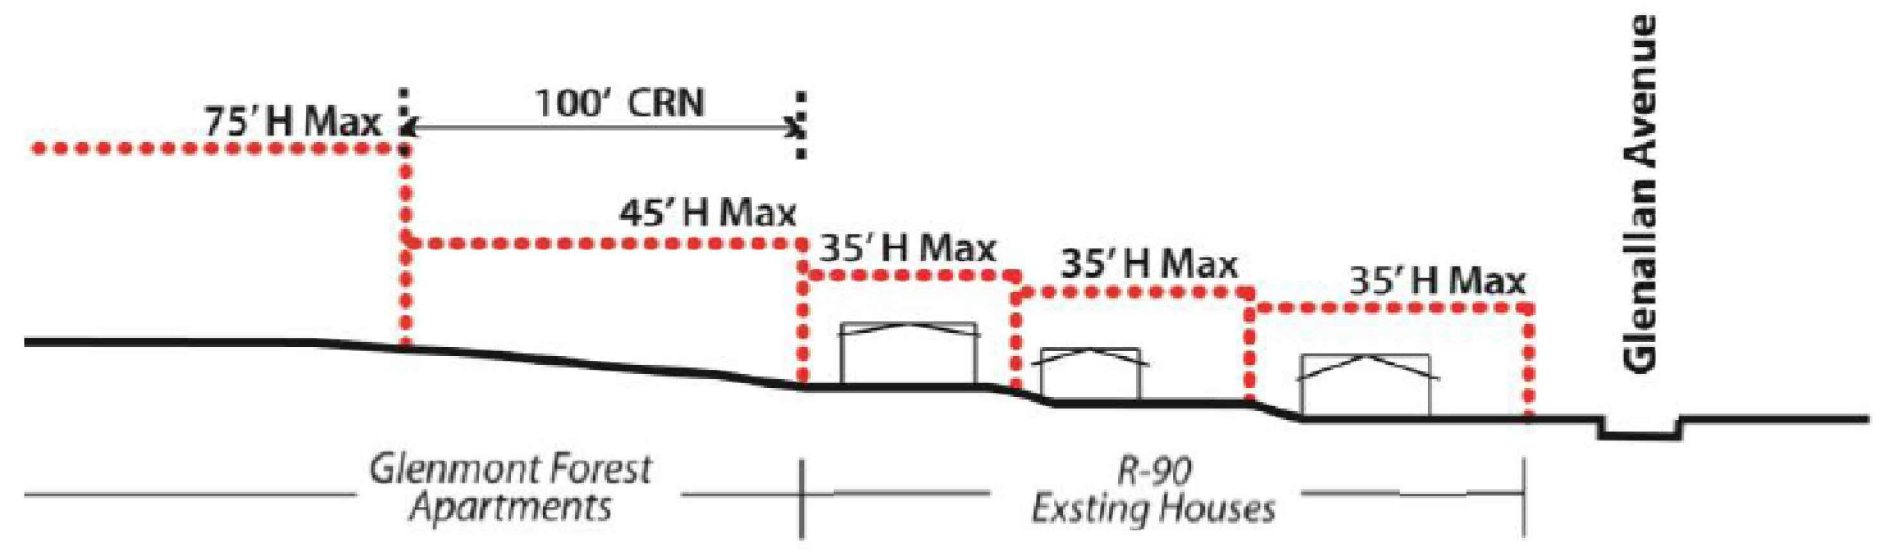 75' H Max
100' CRN
45' H Max
35' H Max
35' H Max
35' H Max
Glenallan Avenue
Glenmont Forest
Apartments
R-90
Exsting Houses